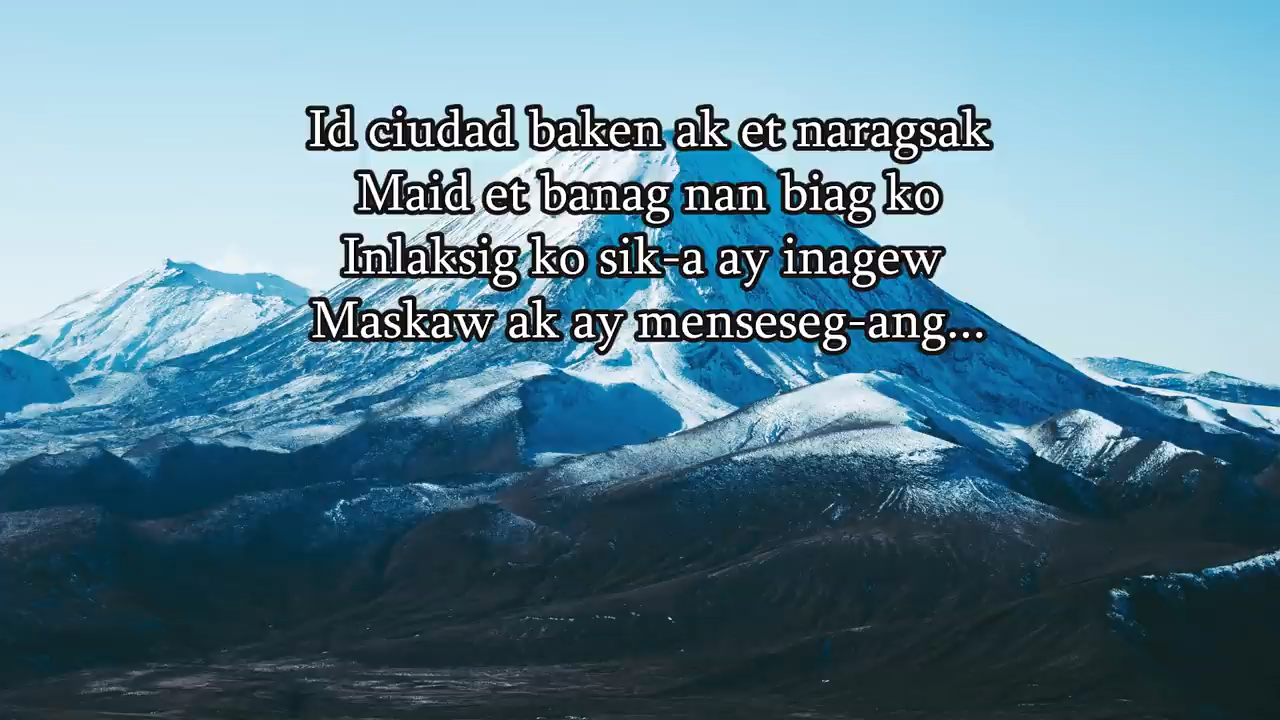 Id ciudad baken ak et naragsak
Maid et banag nan biag ko
Inlaksig ko sik-a ay inagew
Maskaw ak ay menseseg-ang...